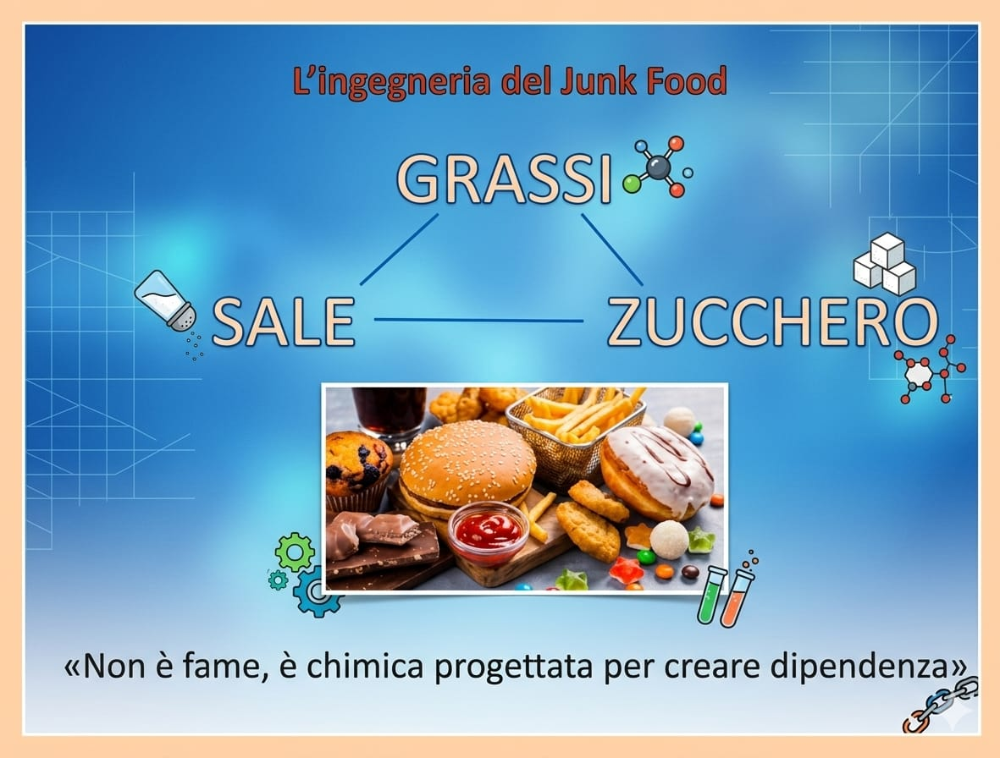 L'ingegneria del Junk Food
GRASSI
SALE
ZUCCHERO
«Non è fame, è chimica progettata per creare dipendenza»